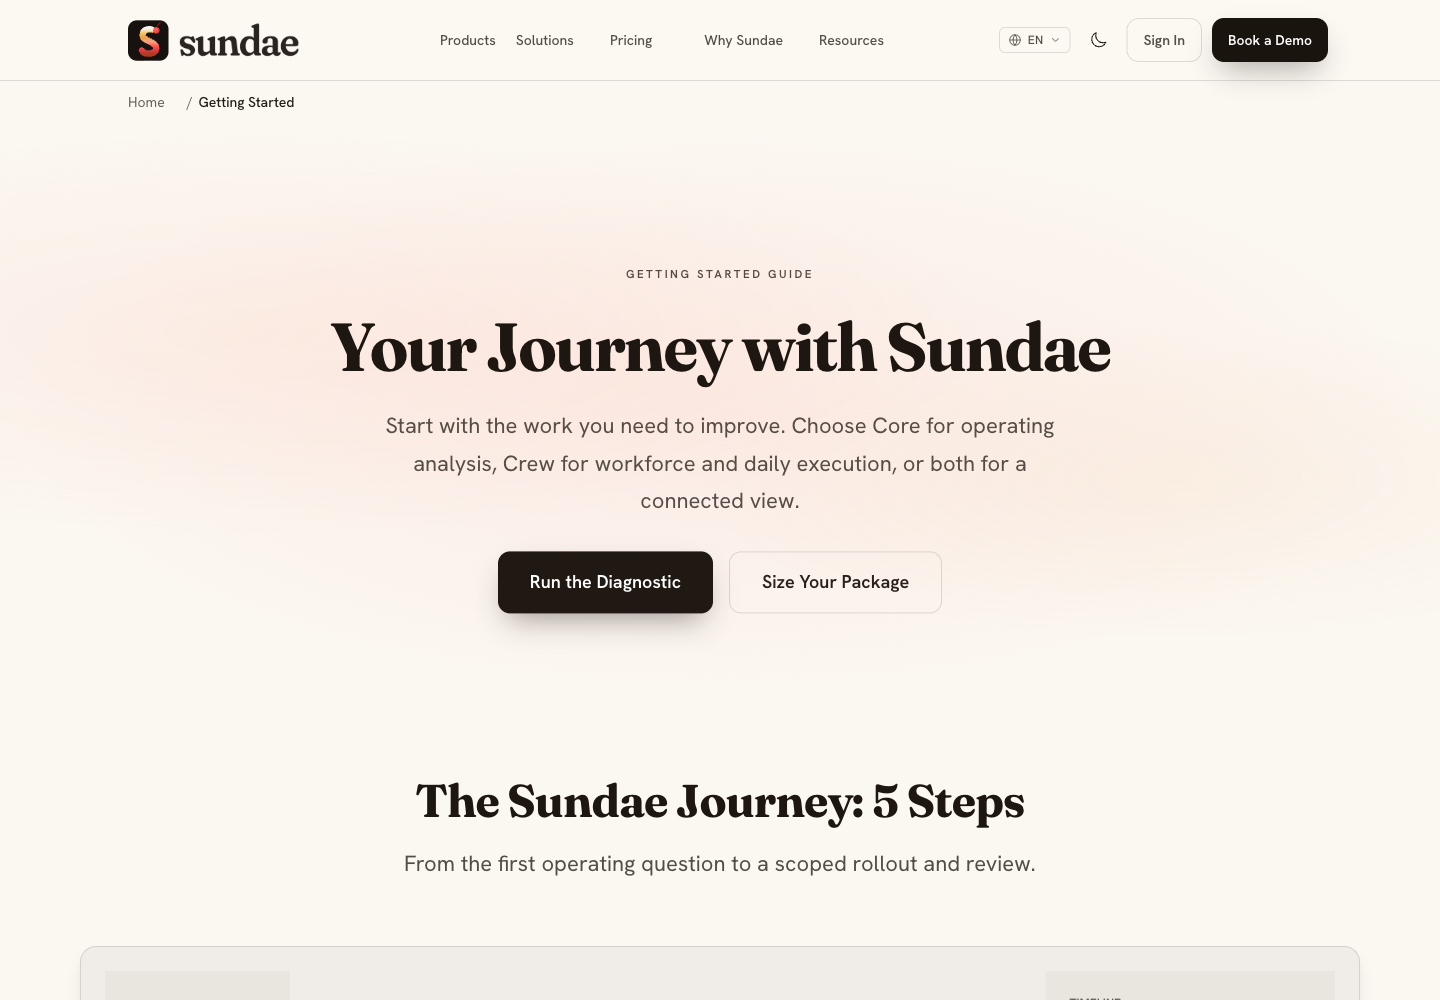 sundae
Products
Solutions
Pricing
Why Sundae
Resources
EN
Sign In
Book a Demo
Home / Getting Started
GETTING STARTED GUIDE
Your Journey with Sundae
Start with the work you need to improve. Choose Core for operating
analysis, Crew for workforce and daily execution, or both for a
connected view.
Run the Diagnostic
Size Your Package
The Sundae Journey: 5 Steps
From the first operating question to a scoped rollout and review.